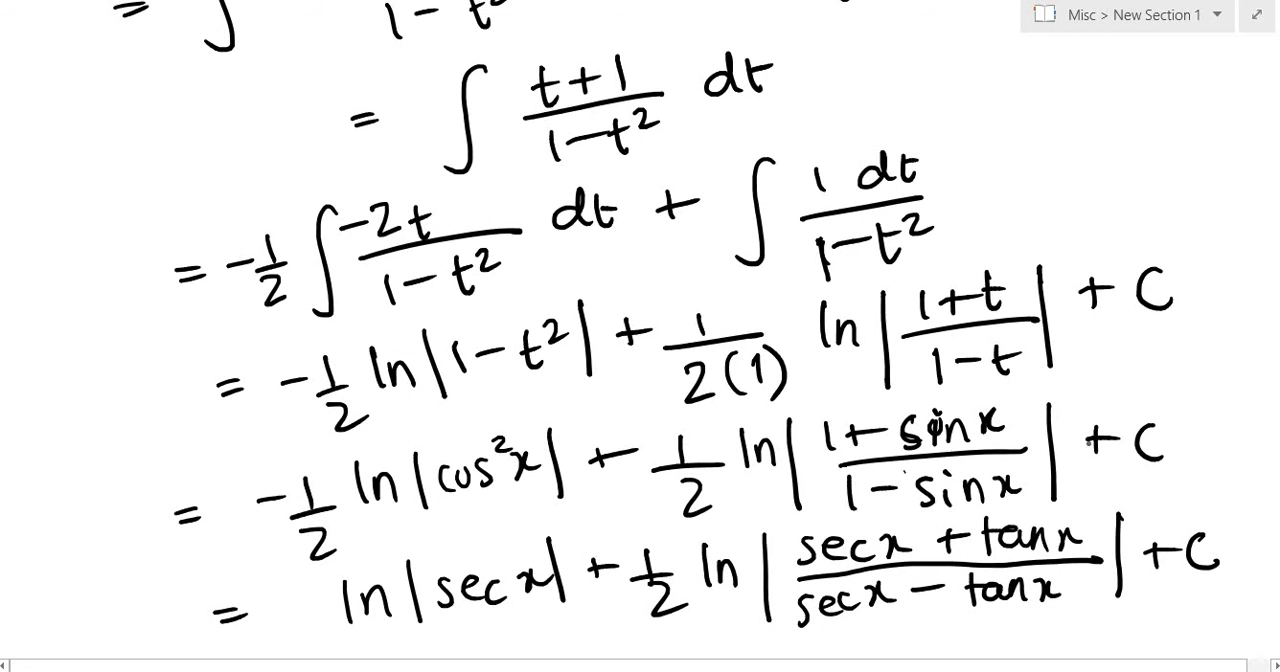 Misc > New Section 1
= ∫ 1 - t²
= ∫ (t+1)/(1-t²) dt
= -1/2 ∫ (-2t)/(1-t²) dt + ∫ (1 dt)/(1-t²)
= -1/2 ln|1-t²| + 1/(2(1)) ln|(1+t)/(1-t)| + C
= -1/2 ln|cos²x| + 1/2 ln|(1+sinx)/(1-sinx)| + C
= ln|secx| + 1/2 ln|(secx + tanx)/(secx - tanx)| + C